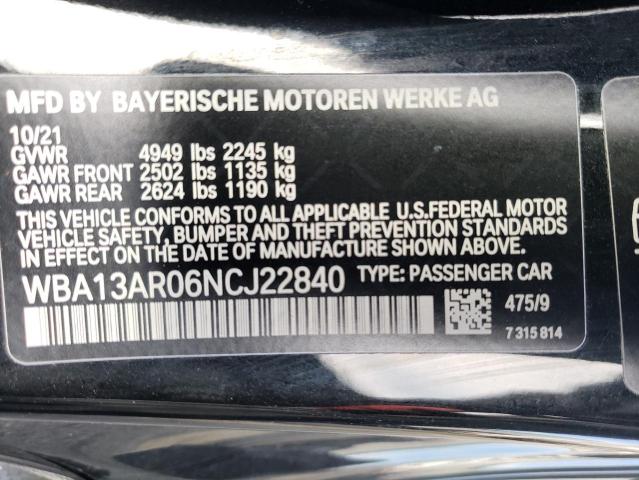 MFD BY BAYERISCHE MOTOREN WERKE AG
10/21
GVWR 4949 lbs 2245 kg
GAWR FRONT 2502 lbs 1135 kg
GAWR REAR 2624 lbs 1190 kg
THIS VEHICLE CONFORMS TO ALL APPLICABLE U.S.FEDERAL MOTOR
VEHICLE SAFETY, BUMPER AND THEFT PREVENTION STANDARDS
IN EFFECT ON THE DATE OF MANUFACTURE SHOWN ABOVE.
WBA13AR06NCJ22840 TYPE: PASSENGER CAR
475/9
7 315 814